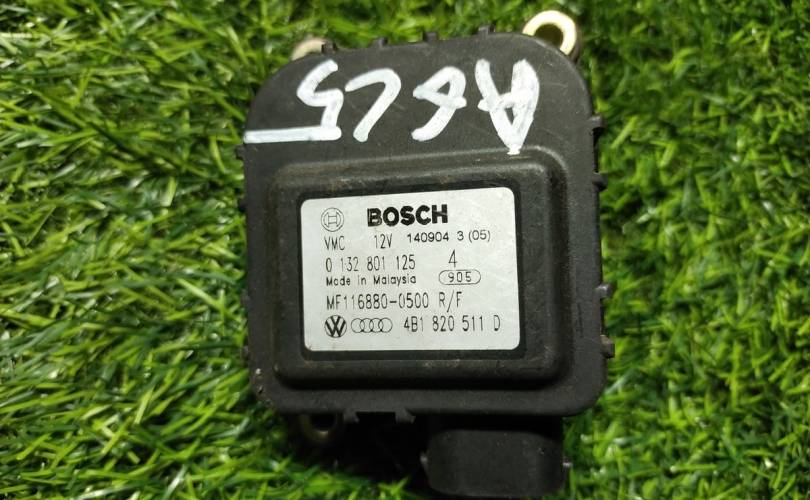 A6C5
BOSCH
VMC 12V 140904 3 (05)
0 132 801 125 4
Made in Malaysia 905
MF116880-0500 R/F
4B1 820 511 D